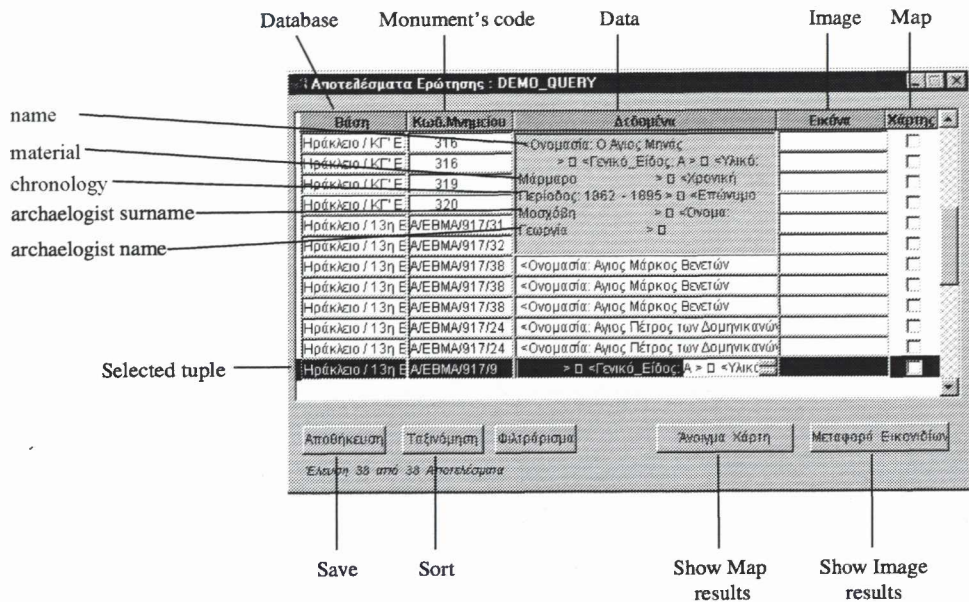 Database Monument's code Data Image Map
Αποτελέσματα Ερώτησης : DEMO_QUERY
Βάση Κωδ.Μνημείου Δεδομένα Εικόνα Χάρτης
name
material
chronology
archaelogist surname
archaelogist name
Selected tuple
Ηράκλειο / ΚΓ' Ε. 316
Ηράκλειο / ΚΓ' Ε. 316
Ηράκλειο / ΚΓ' Ε. 319
Ηράκλειο / ΚΓ' Ε. 320
Ηράκλειο / 13η Ε Α/ΕΒΜΑ/917/31
Ηράκλειο / 13η Ε Α/ΕΒΜΑ/917/32
<Ονομασία: Ο Αγιος Μηνάς
> □ <Γενικό_Είδος: Α > □ <Υλικό:
Μάρμαρο > □ <Χρονική
Περίοδος: 1862 - 1895 > □ <Επώνυμο
Μοσχόβη > □ <Όνομα:
Γεωργία > □
Ηράκλειο / 13η Ε Α/ΕΒΜΑ/917/38 <Ονομασία: Αγιος Μάρκος Βενετών
Ηράκλειο / 13η Ε Α/ΕΒΜΑ/917/38 <Ονομασία: Αγιος Μάρκος Βενετών
Ηράκλειο / 13η Ε Α/ΕΒΜΑ/917/38 <Ονομασία: Αγιος Μάρκος Βενετών
Ηράκλειο / 13η Ε Α/ΕΒΜΑ/917/24 <Ονομασία: Αγιος Πέτρος των Δομηνικανών
Ηράκλειο / 13η Ε Α/ΕΒΜΑ/917/24 <Ονομασία: Αγιος Πέτρος των Δομηνικανών
Ηράκλειο / 13η Ε Α/ΕΒΜΑ/917/9 > □ <Γενικό_Είδος: Α > □ <Υλικό
Αποθήκευση Ταξινόμηση Φιλτράρισμα Άνοιγμα Χάρτη Μεταφορά Εικονιδίων
Έλευση 38 από 38 Αποτελέσματα
Save Sort Show Map Show Image
results results